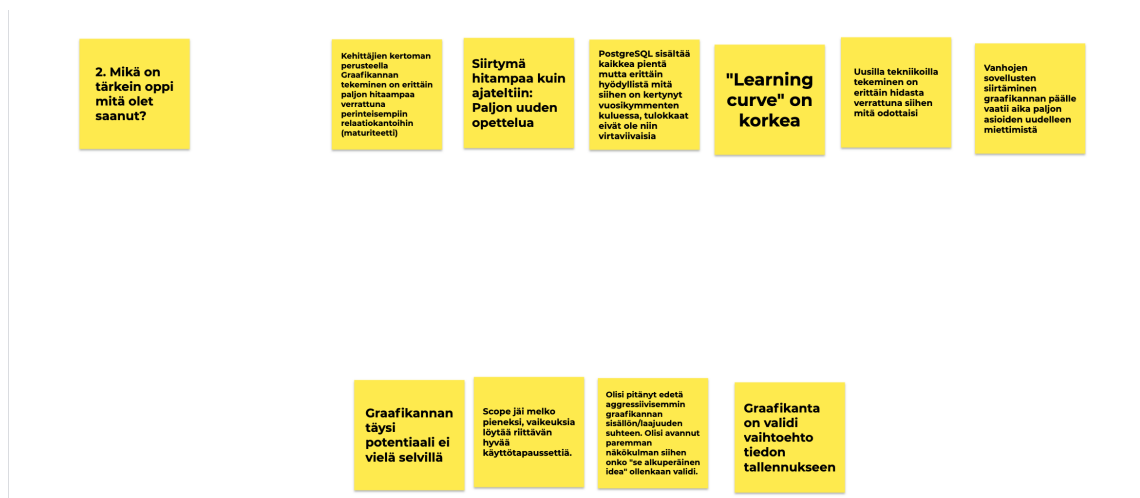 2. Mikä on
tärkein oppi
mitä olet
saanut?
Kehittäjien kertoman
perusteella
Graafikannan
tekeminen on erittäin
paljon hitaampaa
verrattuna
perinteisempiin
relaatiokantoihin
(maturiteetti)
Siirtymä
hitampaa kuin
ajateltiin:
Paljon uuden
opettelua
PostgreSQL sisältää
kaikkea pientä
mutta erittäin
hyödyllistä mitä
siihen on kertynyt
vuosikymmenten
kuluessa, tulokkaat
eivät ole niin
virtaviivaisia
"Learning
curve" on
korkea
Uusilla tekniikoilla
tekeminen on
erittäin hidasta
verrattuna siihen
mitä odottaisi
Vanhojen
sovellusten
siirtäminen
graafikannan päälle
vaatii aika paljon
asioiden uudelleen
miettimistä
Graafikannan
täysi
potentiaali ei
vielä selvillä
Scope jäi melko
pieneksi, vaikeuksia
löytää riittävän
hyvää
käyttötapaussettiä.
Olisi pitänyt edetä
aggressiivisemmin
graafikannan
sisällön/laajuuden
suhteen. Olisi avannut
paremman
näkökulman siihen
onko "se alkuperäinen
idea" ollenkaan validi.
Graafikanta
on validi
vaihtoehto
tiedon
tallennukseen